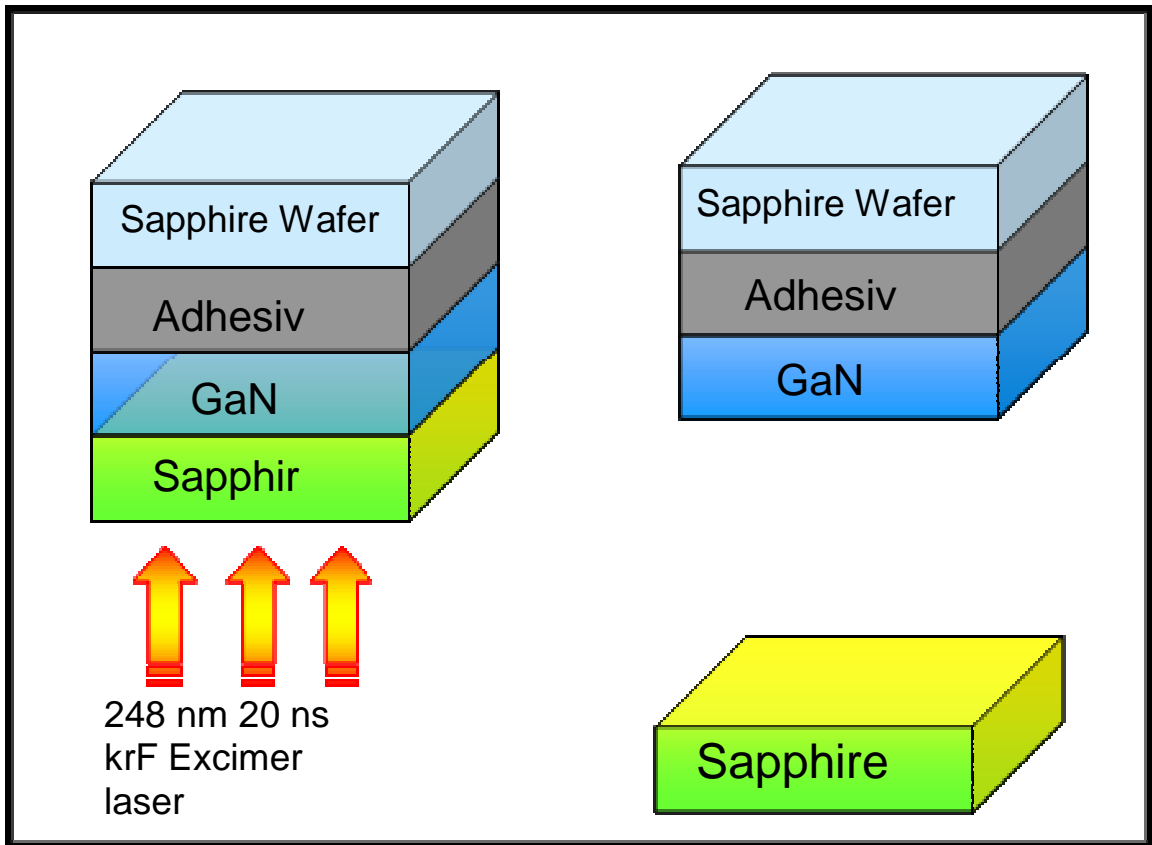 Sapphire Wafer
Adhesiv
GaN
Sapphir
248 nm 20 ns
krF Excimer
laser
Sapphire Wafer
Adhesiv
GaN
Sapphire